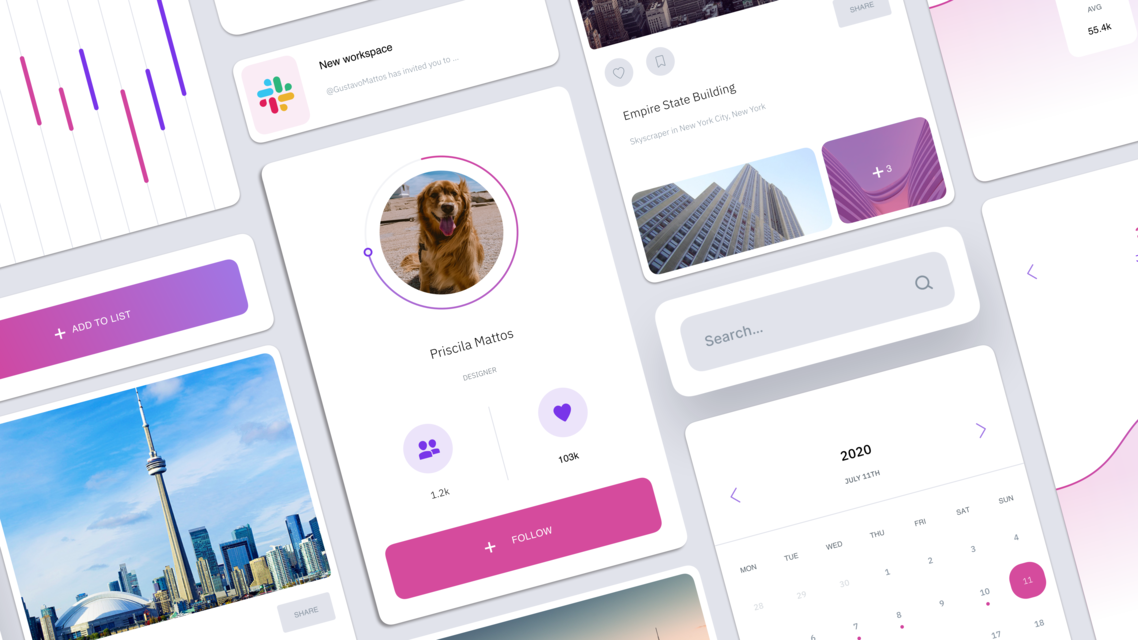 New workspace
@GustavoMattos has invited you to ...
SHARE
Empire State Building
Skyscraper in New York City, New York
+ 3
AVG
55.4k
+ ADD TO LIST
Priscila Mattos
DESIGNER
1.2k
103k
+ FOLLOW
SHARE
Search...
2020
JULY 11TH
MON TUE WED THU FRI SAT SUN
28 29 30 1 2 3 4
6 7 8 9 10 11
17 18